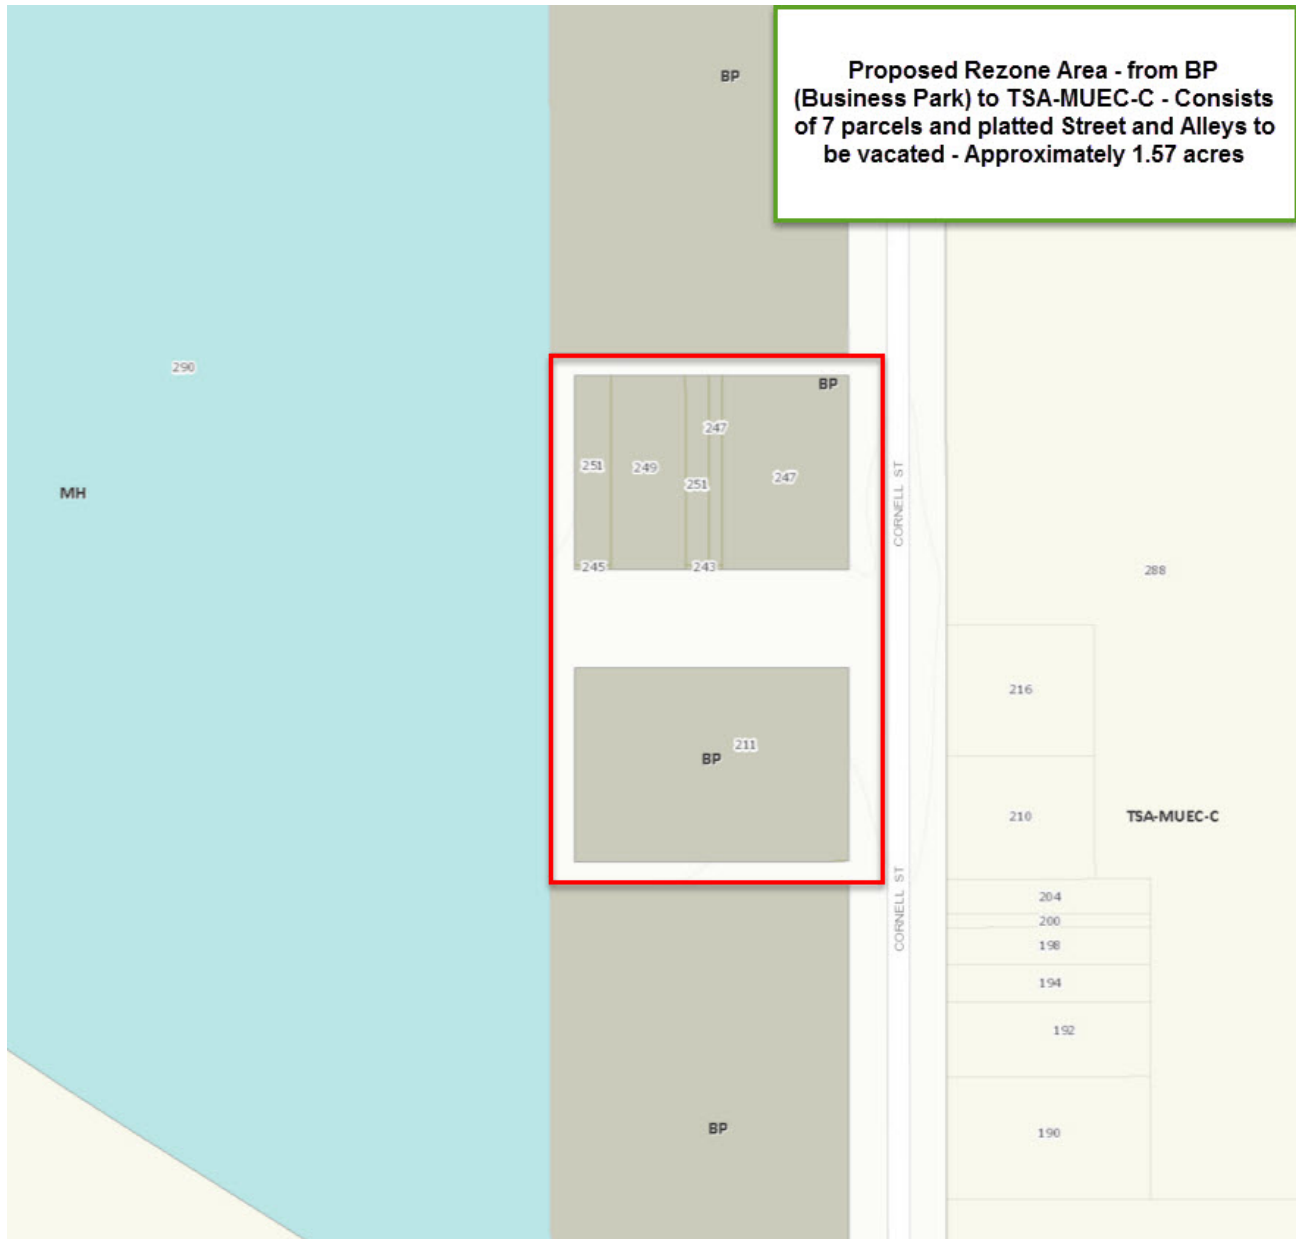 BP
Proposed Rezone Area - from BP
(Business Park) to TSA-MUEC-C - Consists
of 7 parcels and platted Street and Alleys to
be vacated - Approximately 1.57 acres
290
MH
BP
247
251
249
251
247
245
243
CORNELL ST
288
216
BP
211
210
TSA-MUEC-C
CORNELL ST
204
200
198
194
192
BP
190